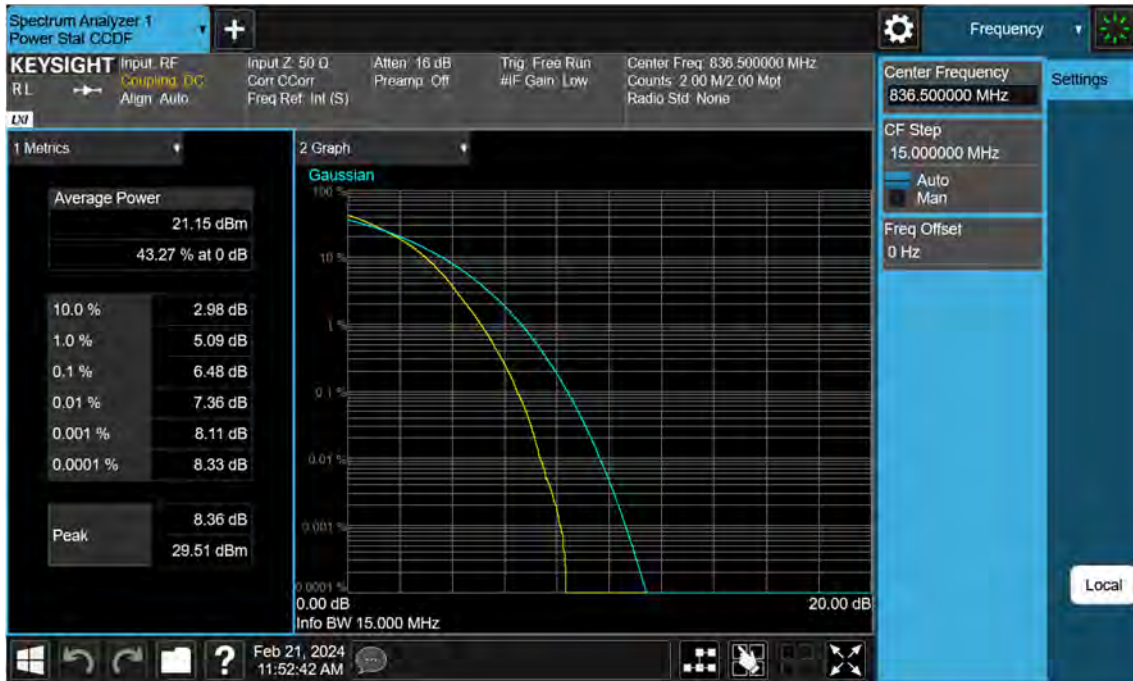 Spectrum Analyzer 1
Power Stat CCDF
Frequency
KEYSIGHT
RL
LXI
Input: RF
Coupling: DC
Align: Auto
Input Z: 50 Ω
Corr CCorr
Freq Ref: Int (S)
Atten: 16 dB
Preamp: Off
Trig: Free Run
#IF Gain: Low
Center Freq: 836.500000 MHz
Counts: 2.00 M/2.00 Mpt
Radio Std: None
Center Frequency
836.500000 MHz
Settings
CF Step
15.000000 MHz
Auto
Man
Freq Offset
0 Hz
Local
1 Metrics
Average Power
21.15 dBm
43.27 % at 0 dB
10.0 % 2.98 dB
1.0 % 5.09 dB
0.1 % 6.48 dB
0.01 % 7.36 dB
0.001 % 8.11 dB
0.0001 % 8.33 dB
Peak
8.36 dB
29.51 dBm
2 Graph
Gaussian
100 %
10 %
1 %
0.1 %
0.01 %
0.001 %
0.0001 %
0.00 dB 20.00 dB
Info BW 15.000 MHz
?
Feb 21, 2024
11:52:42 AM